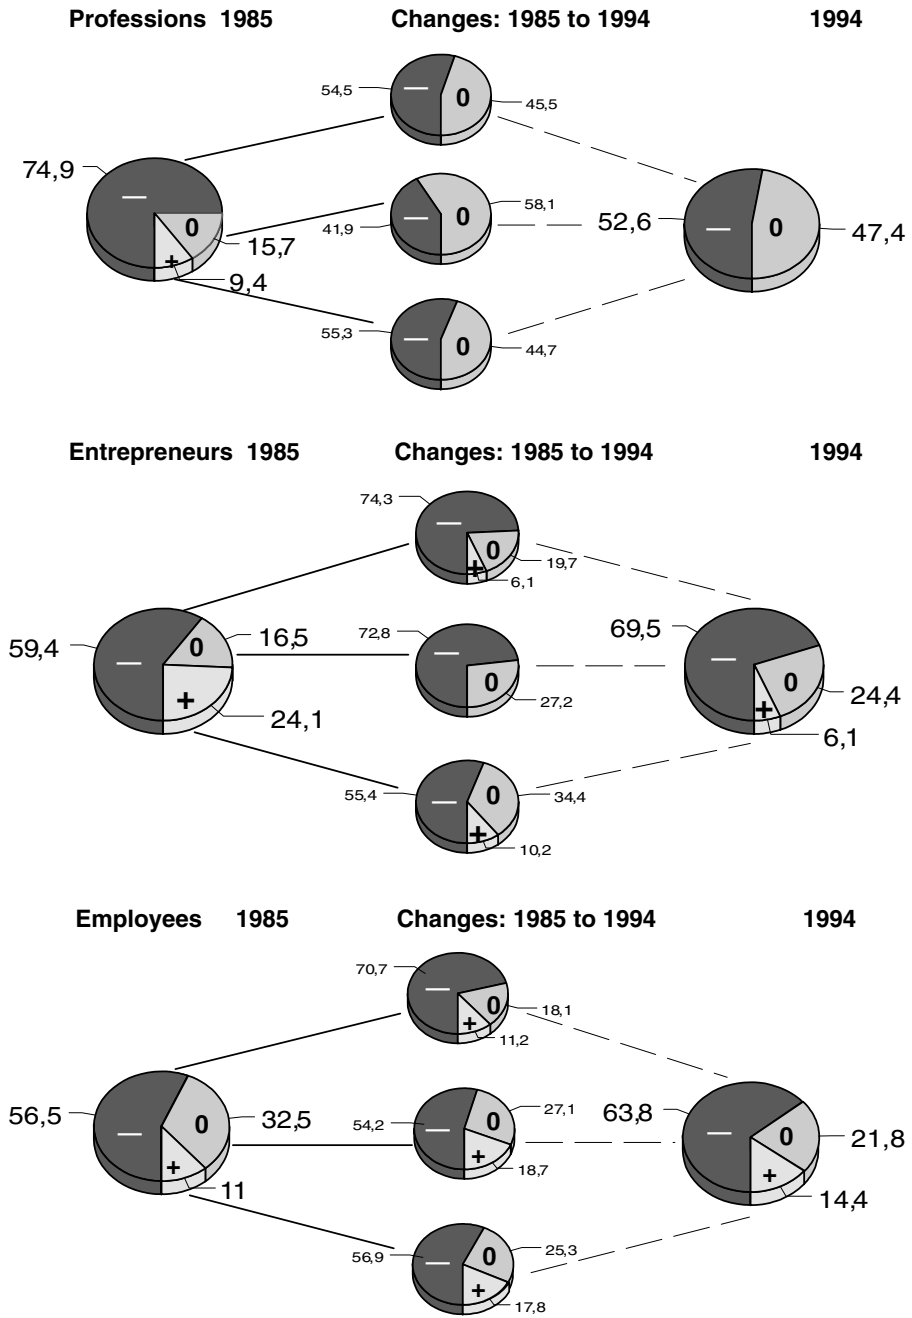 Professions 1985 Changes: 1985 to 1994 1994
54,5 — 0 45,5
74,9 — 0 + 15,7 9,4
— 0 58,1 41,9
52,6 — 0 47,4
— 0 55,3 44,7
Entrepreneurs 1985 Changes: 1985 to 1994 1994
74,3 — 0 + 19,7 6,1
59,4 — 0 + 16,5 24,1
72,8 — 0 27,2
69,5 — 0 + 24,4 6,1
55,4 — 0 + 34,4 10,2
Employees 1985 Changes: 1985 to 1994 1994
70,7 — 0 + 18,1 11,2
56,5 — 0 + 32,5 11
54,2 — 0 + 27,1 18,7
63,8 — 0 + 21,8 14,4
56,9 — 0 + 25,3 17,8